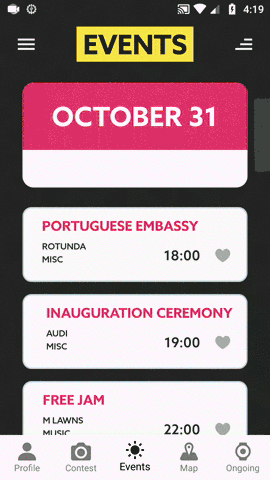 4:19
EVENTS
OCTOBER 31
PORTUGUESE EMBASSY
ROTUNDA
MISC
18:00
INAUGURATION CEREMONY
AUDI
MISC
19:00
FREE JAM
M LAWNS
MUSIC
22:00
Profile Contest Events Map Ongoing